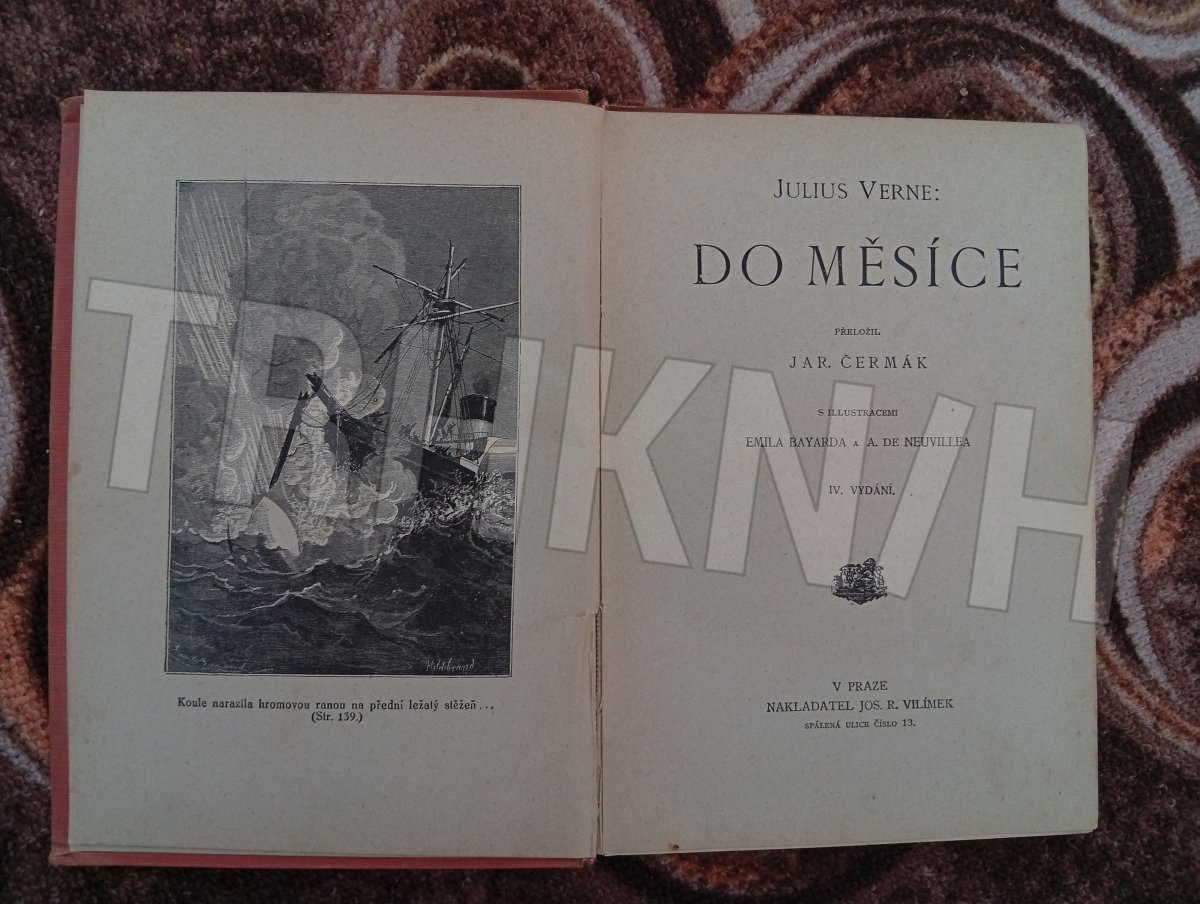 Hildibrand
Koule narazila hromovou ranou na přední ležatý stěžeň...
(Str. 139.)
JULIUS VERNE:
DO MĚSÍCE
PŘELOŽIL
JAR. ČERMÁK
S ILLUSTRACEMI
EMILA BAYARDA A A. DE NEUVILLEA
IV. VYDÁNÍ.
V PRAZE
NAKLADATEL JOS. R. VILÍMEK
SPÁLENÁ ULICE ČÍSLO 13.